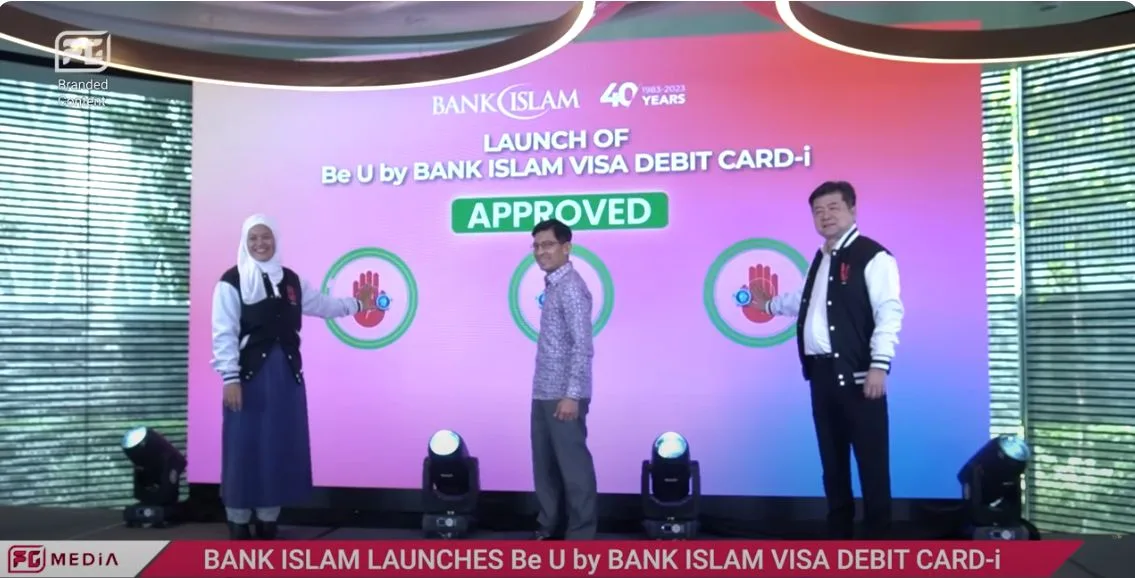 FG
Branded
Content
BANK ISLAM
40 1983-2023
YEARS
LAUNCH OF
Be U by BANK ISLAM VISA DEBIT CARD-i
APPROVED
FG MEDiA
BANK ISLAM LAUNCHES Be U by BANK ISLAM VISA DEBIT CARD-i